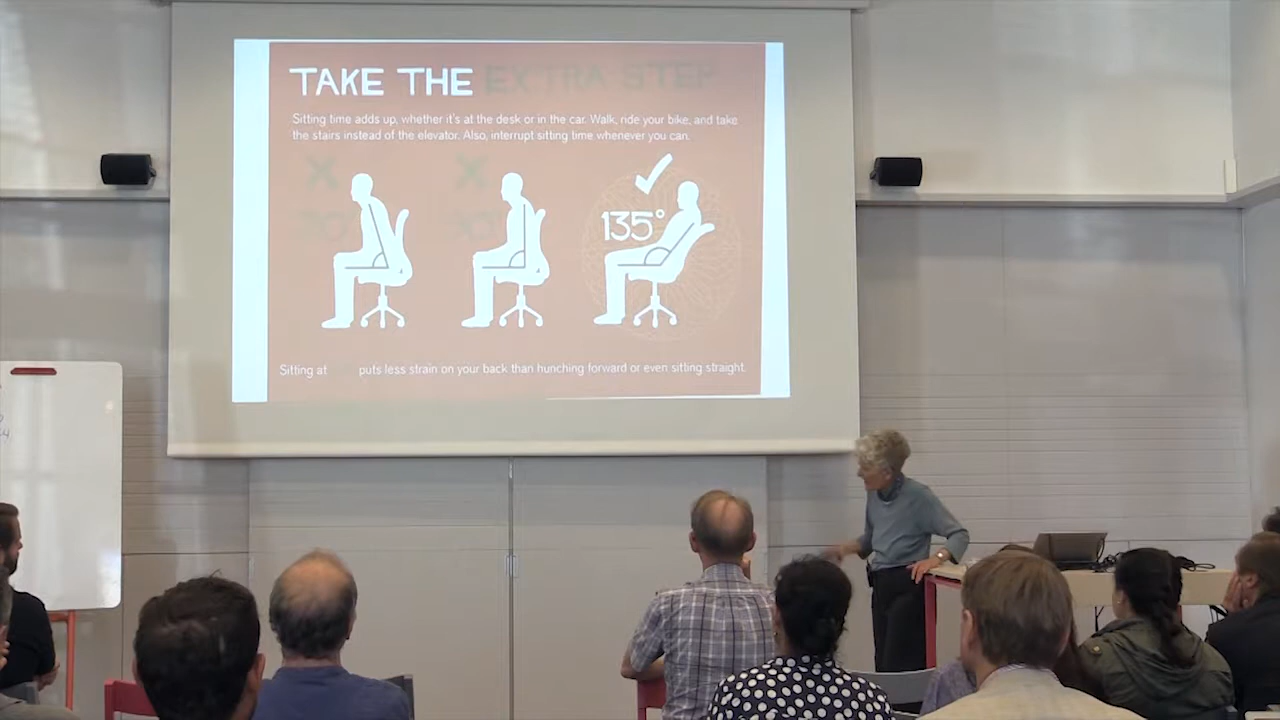 TAKE THE EXTRA STEP
Sitting time adds up, whether it's at the desk or in the car. Walk, ride your bike, and take
the stairs instead of the elevator. Also, interrupt sitting time whenever you can.
135°
Sitting at puts less strain on your back than hunching forward or even sitting straight.